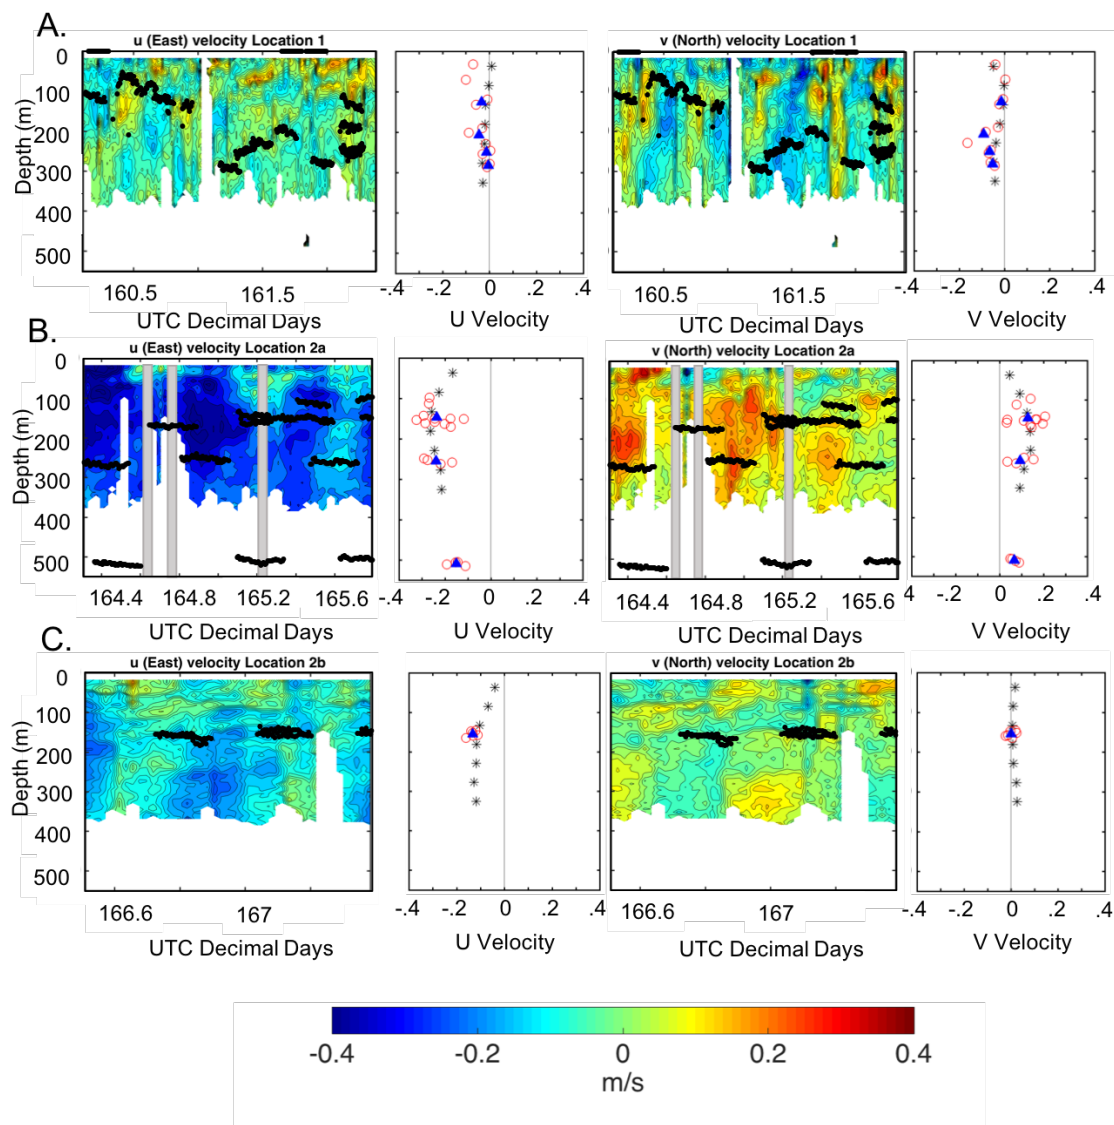 A.
u (East) velocity Location 1
v (North) velocity Location 1
Depth (m)
0
100
200
300
400
500
160.5
161.5
-.4
-.2
0
.2
.4
160.5
161.5
-.4
-.2
0
.2
.4
UTC Decimal Days
U Velocity
UTC Decimal Days
V Velocity
B.
u (East) velocity Location 2a
v (North) velocity Location 2a
Depth (m)
0
100
200
300
400
500
164.4
164.8
165.2
165.6
-.4
-.2
0
.2
.4
164.4
164.8
165.2
165.6
-.4
-.2
0
.2
.4
UTC Decimal Days
U Velocity
UTC Decimal Days
V Velocity
C.
u (East) velocity Location 2b
v (North) velocity Location 2b
Depth (m)
0
100
200
300
400
500
166.6
167
-.4
-.2
0
.2
.4
166.6
167
-.4
-.2
0
.2
.4
UTC Decimal Days
U Velocity
UTC Decimal Days
V Velocity
-0.4
-0.2
0
0.2
0.4
m/s